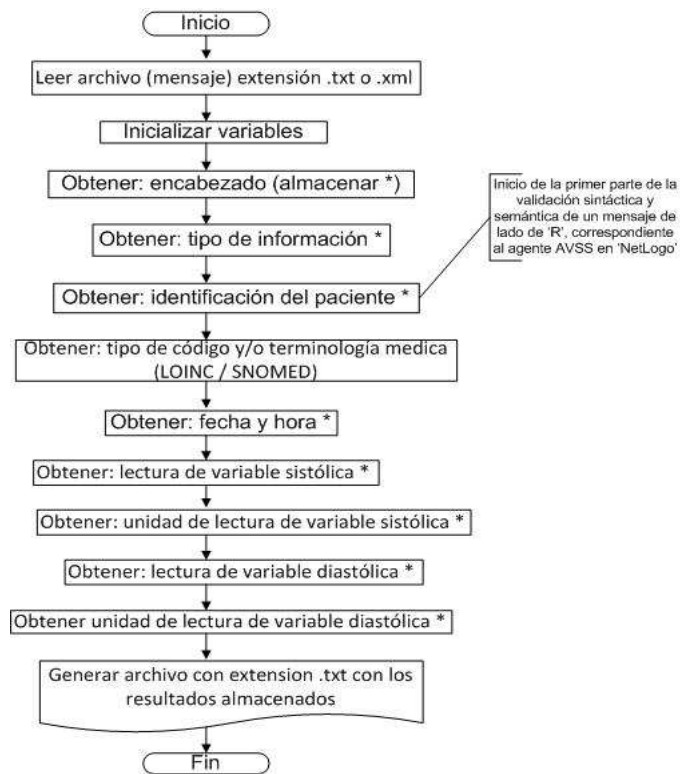 Inicio
Leer archivo (mensaje) extensión .txt o .xml
Inicializar variables
Obtener: encabezado (almacenar *)
Obtener: tipo de información *
Obtener: identificación del paciente *
Inicio de la primer parte de la
validación sintáctica y
semántica de un mensaje de
lado de 'R', correspondiente
al agente AVSS en 'NetLogo'
Obtener: tipo de código y/o terminología medica
(LOINC / SNOMED)
Obtener: fecha y hora *
Obtener: lectura de variable sistólica *
Obtener: unidad de lectura de variable sistólica *
Obtener: lectura de variable diastólica *
Obtener unidad de lectura de variable diastólica *
Generar archivo con extension .txt con los
resultados almacenados
Fin